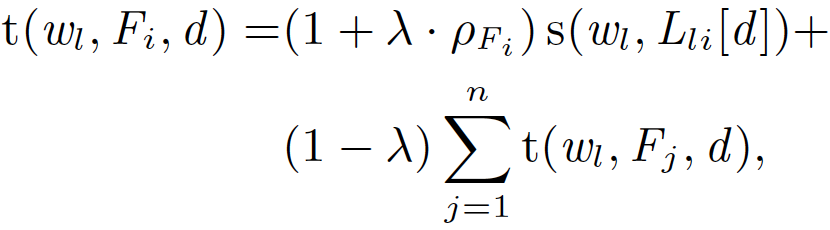 t(w_l, F_i, d) = (1 + λ · ρ_{F_i}) s(w_l, L_{li}[d]) +
(1 − λ) ∑_{j=1}^{n} t(w_l, F_j, d),